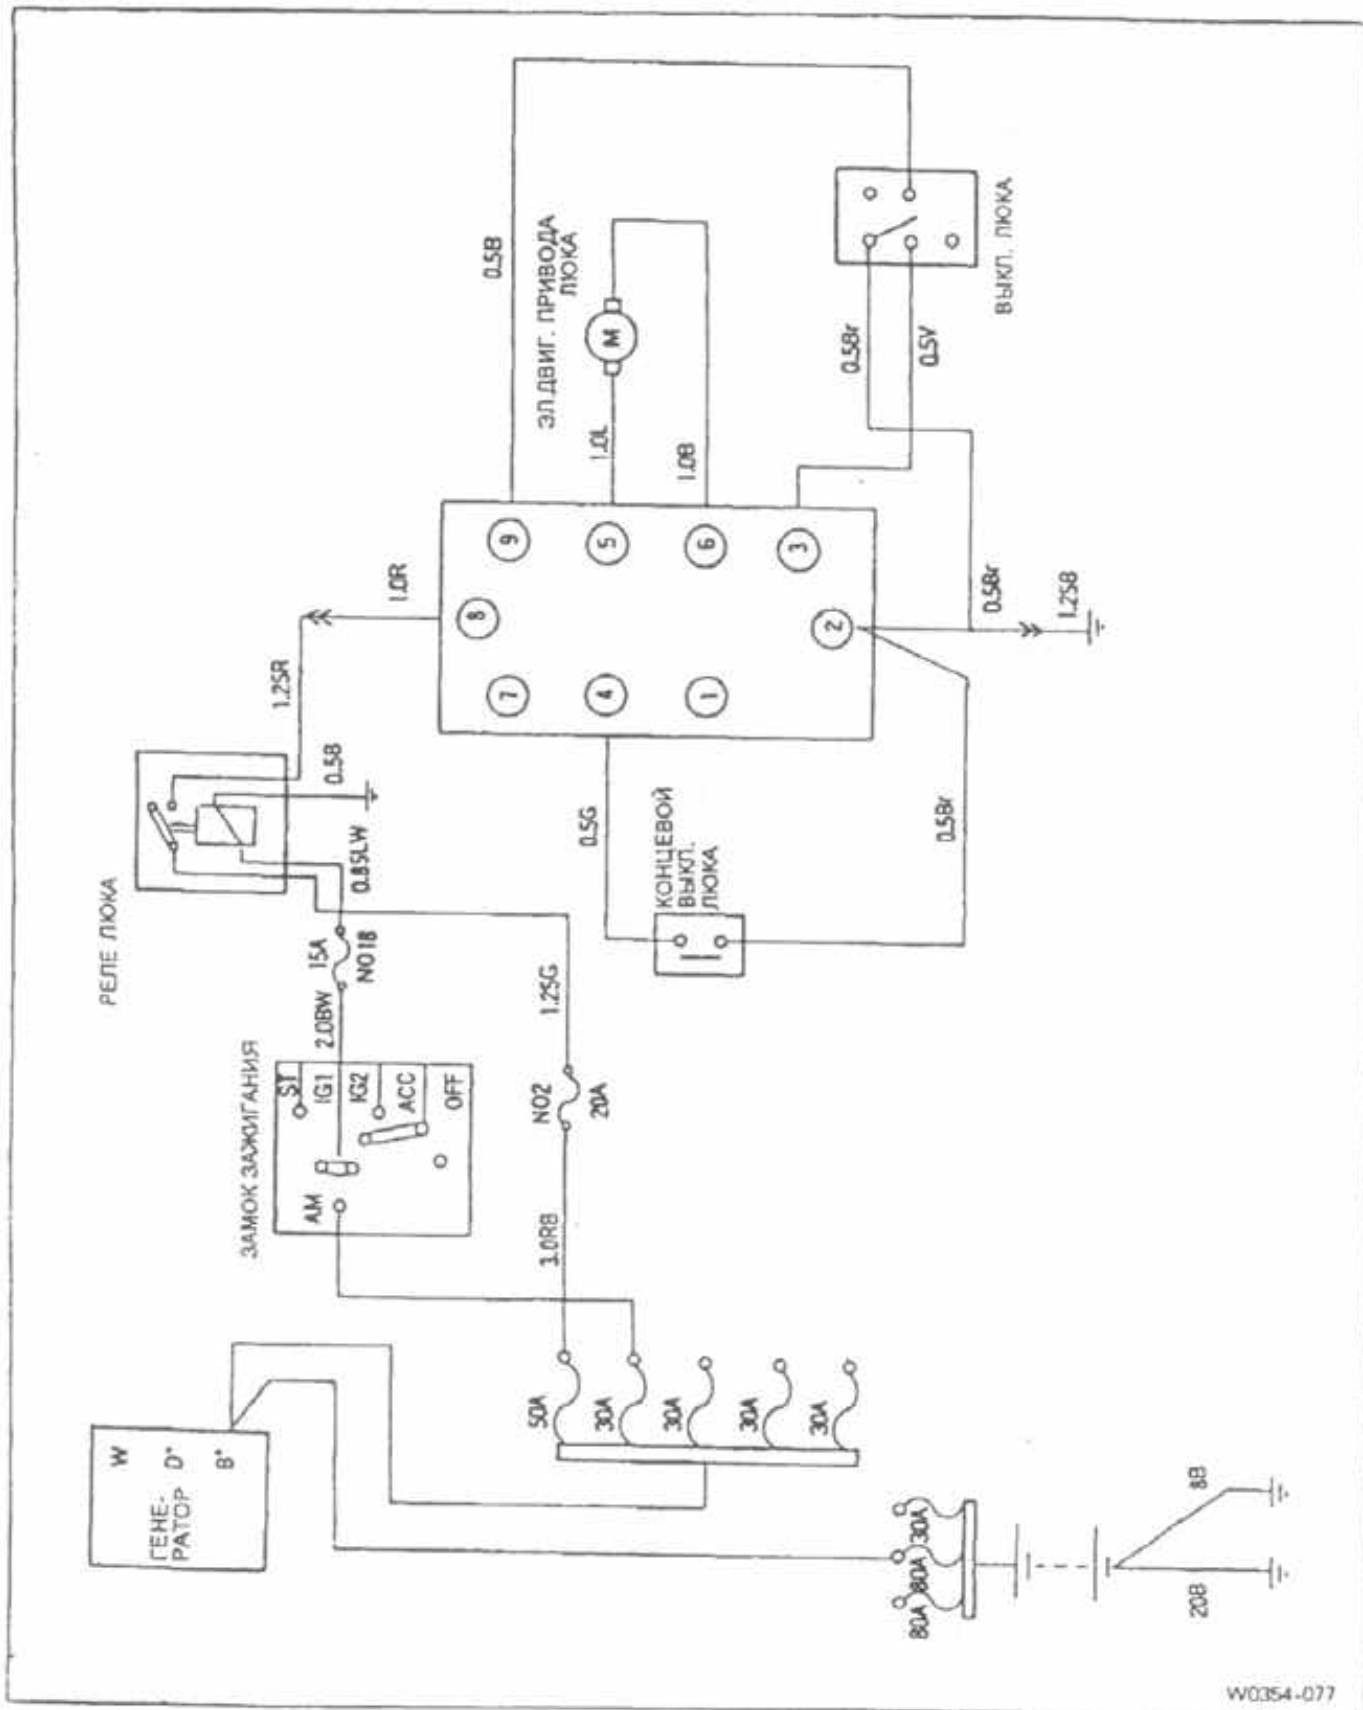 ГЕНЕ-
РАТОР
W
D+
B+
ЗАМОК ЗАЖИГАНИЯ
AM
ST
IG1
IG2
ACC
OFF
2.0BW
15A
NO18
0.85LW
РЕЛЕ ЛЮКА
0.5B
1.25R
1.0R
50A
30A
30A
30A
30A
3.0RB
NO2
20A
1.25G
80A
80A
30A
20B
8B
КОНЦЕВОЙ
ВЫКЛ.
ЛЮКА
0.5G
0.5Br
7
8
9
4
5
1
6
2
3
0.5B
ЭЛ.ДВИГ. ПРИВОДА
ЛЮКА
M
1.0L
1.0B
0.5Br
0.5V
ВЫКЛ. ЛЮКА
0.5Br
1.25B
W0354-077